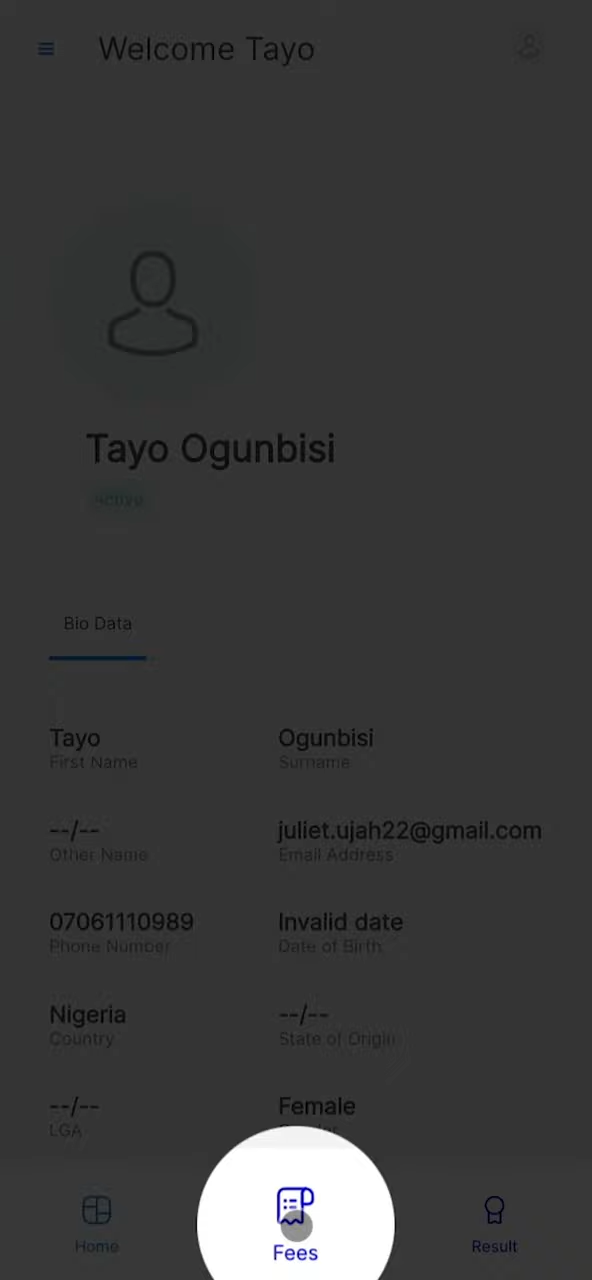 Welcome Tayo
Tayo Ogunbisi
active
Bio Data
Tayo
First Name
Ogunbisi
Surname
--/--
Other Name
juliet.ujah22@gmail.com
Email Address
07061110989
Phone Number
Invalid date
Date of Birth
Nigeria
Country
--/--
State of Origin
--/--
LGA
Female
Home
Fees
Result